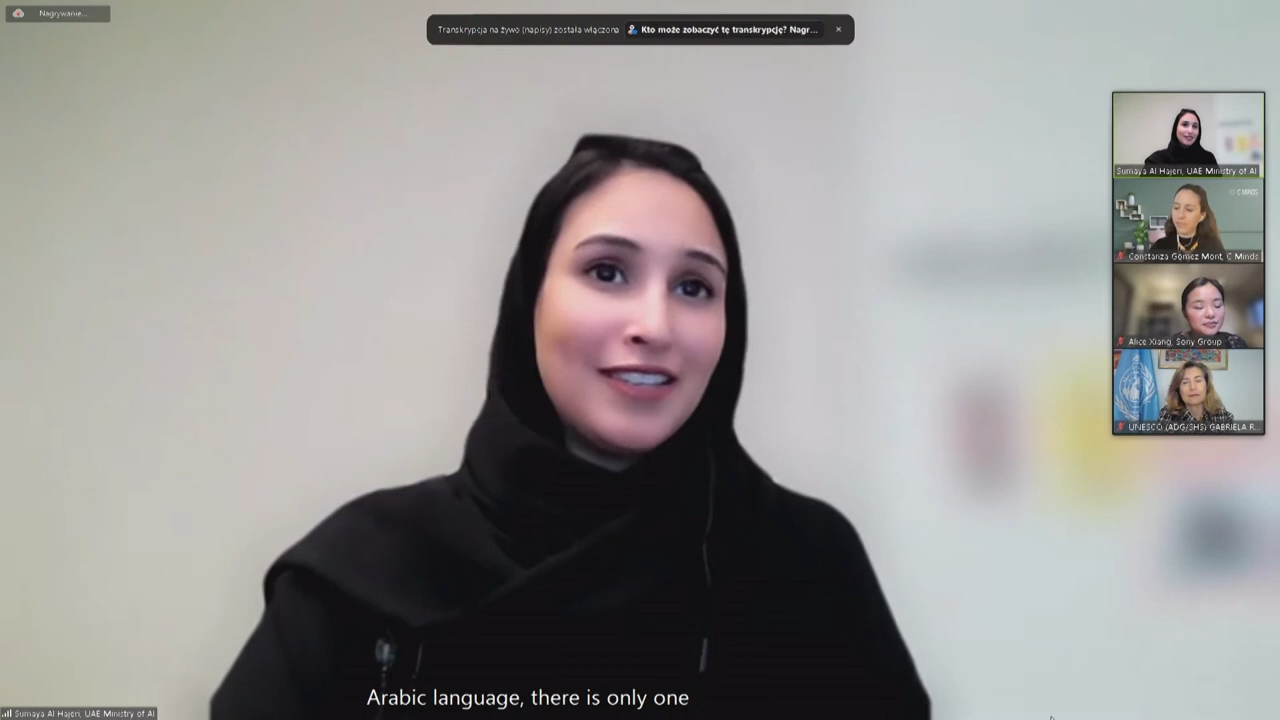 Nagrywanie...
Transkrypcja na żywo (napisy) została włączona Kto może zobaczyć tę transkrypcję? Nagr...
Sumaya Al Hajeri, UAE Ministry of AI
C MINDS
Constanza Gómez Mont, C Minds
Alice Xiang, Sony Group
UNESCO (ADG/SHS) GABRIELA R...
Arabic language, there is only one
Sumaya Al Hajeri, UAE Ministry of AI